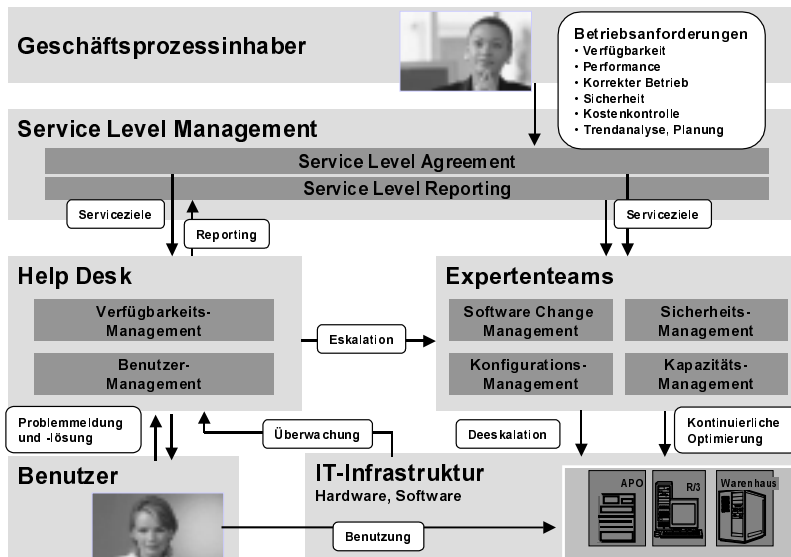 Geschäftsprozessinhaber
Betriebsanforderungen
• Verfügbarkeit
• Performance
• Korrekter Betrieb
• Sicherheit
• Kostenkontrolle
• Trendanalyse, Planung
Service Level Management
Service Level Agreement
Service Level Reporting
Serviceziele
Reporting
Serviceziele
Help Desk
Verfügbarkeits-
Management
Benutzer-
Management
Eskalation
Expertenteams
Software Change
Management
Sicherheits-
Management
Konfigurations-
Management
Kapazitäts-
Management
Problemmeldung
und -lösung
Überwachung
Deeskalation
Kontinuierliche
Optimierung
Benutzer
IT-Infrastruktur
Hardware, Software
APO
R/3
Warenhaus
Benutzung